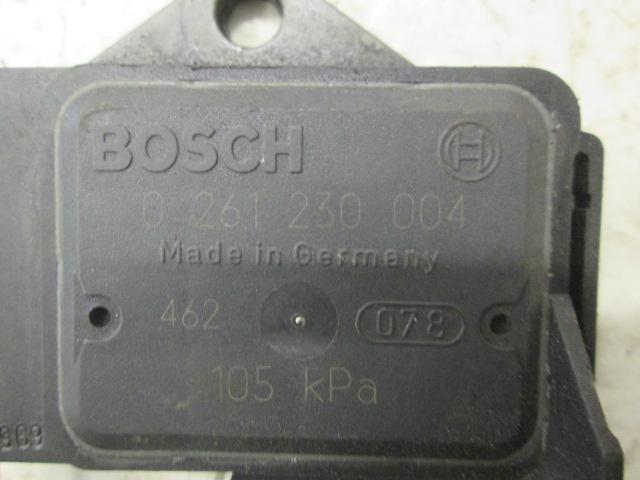 BOSCH
0 261 230 004
Made in Germany
462 078
105 kPa